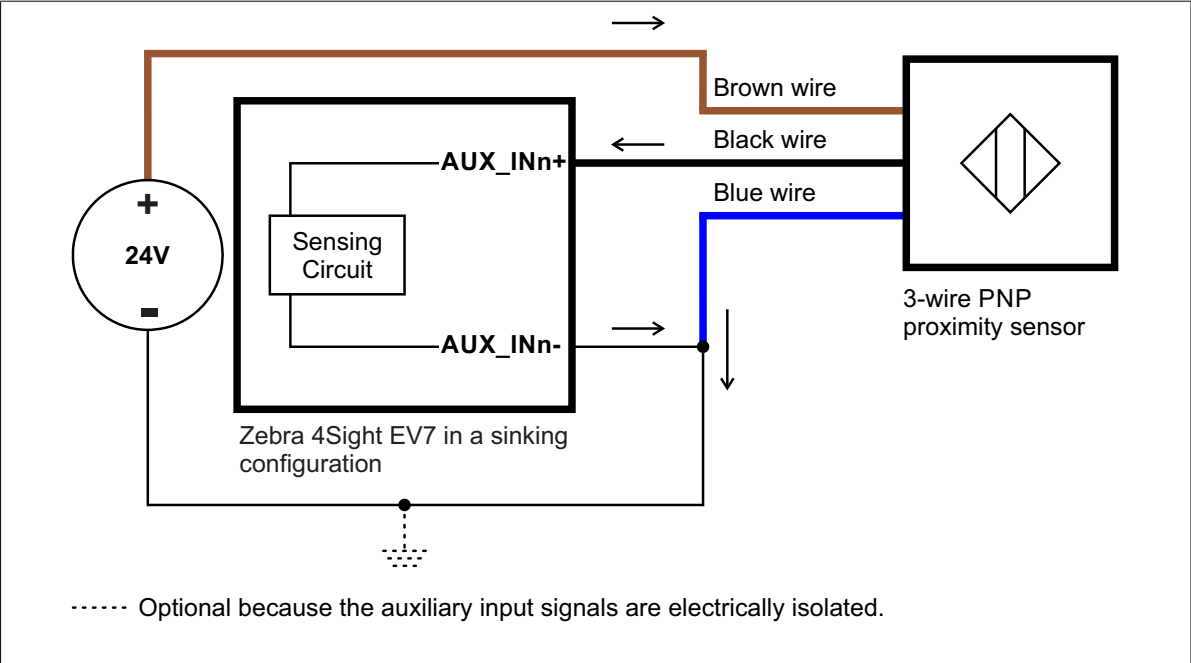 Brown wire
Black wire
AUX_INn+
Blue wire
+
24V
-
Sensing
Circuit
AUX_INn-
3-wire PNP
proximity sensor
Zebra 4Sight EV7 in a sinking
configuration
Optional because the auxiliary input signals are electrically isolated.